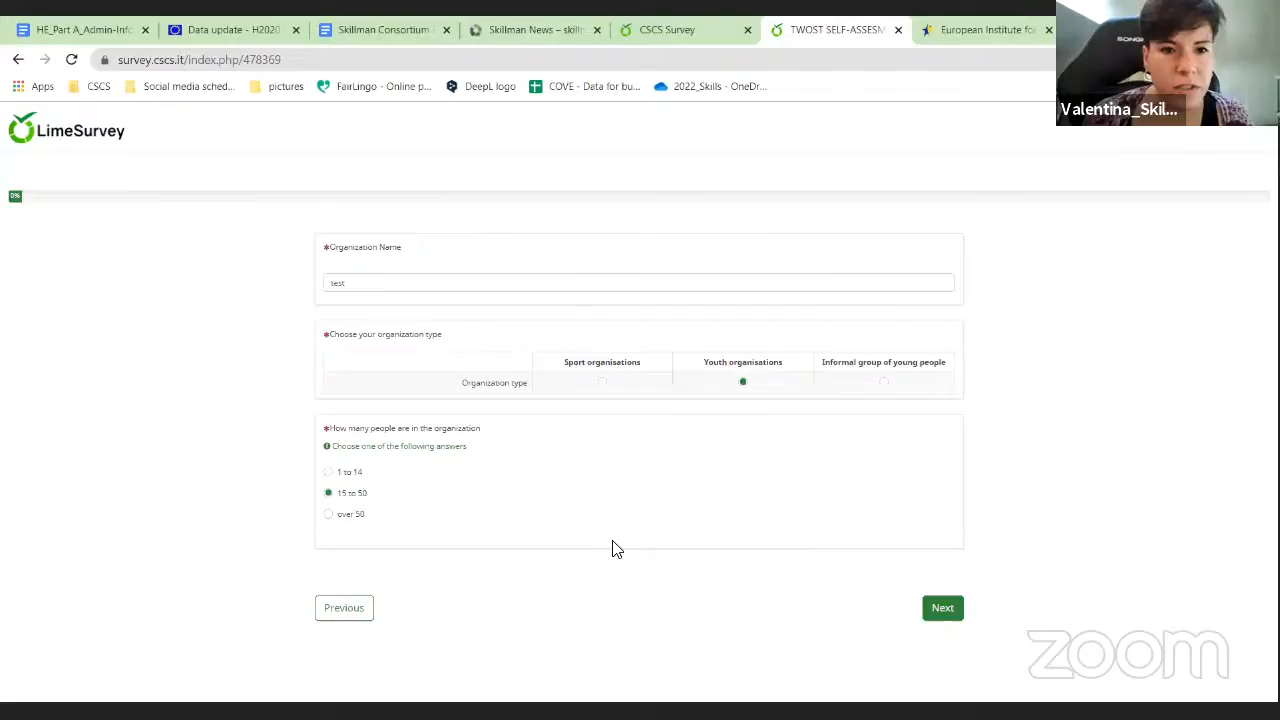 HE_Part A_Admin-Info
Data update - H2020
Skillman Consortium
Skillman News – skill
CSCS Survey
TWOST SELF-ASSESM
European Institute for
survey.cscs.it/index.php/478369
Apps
CSCS
Social media sched...
pictures
FairLingo - Online p...
DeepL logo
COVE - Data for bu...
2022_Skills - OneDr...
SONGI
Valentina_Skil...
LimeSurvey
0%
*Organization Name
test
*Choose your organization type
Sport organisations Youth organisations Informal group of young people
Organization type
*How many people are in the organization
Choose one of the following answers
1 to 14
15 to 50
over 50
Previous
Next
zoom